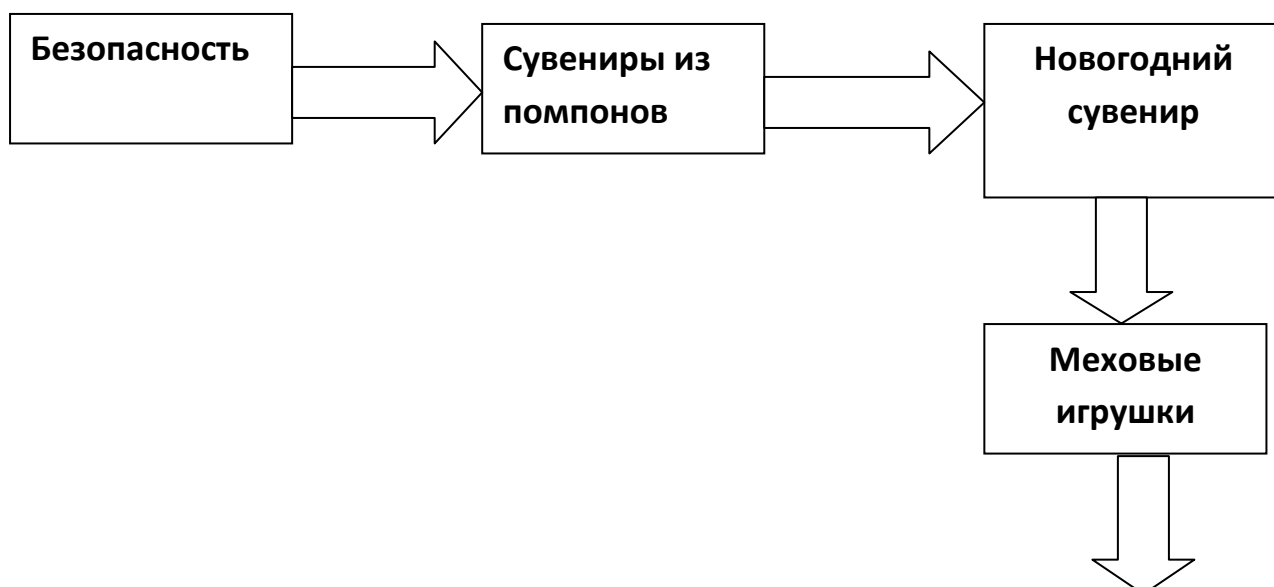 Безопасность
Сувениры из
помпонов
Новогодний
сувенир
Меховые
игрушки